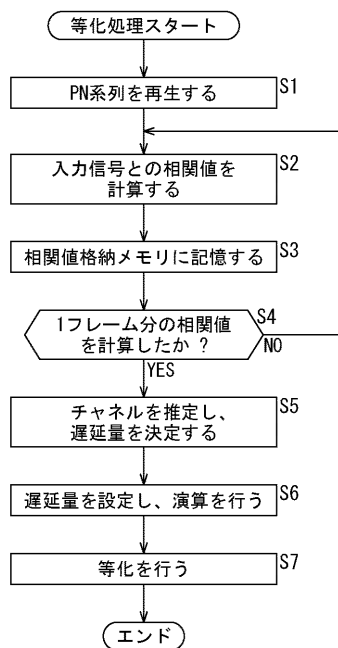 等化処理スタート
PN系列を再生する
S1
入力信号との相関値を
計算する
S2
相関値格納メモリに記憶する
S3
1フレーム分の相関値
を計算したか ?
S4
NO
YES
チャネルを推定し、
遅延量を決定する
S5
遅延量を設定し、演算を行う
S6
等化を行う
S7
エンド